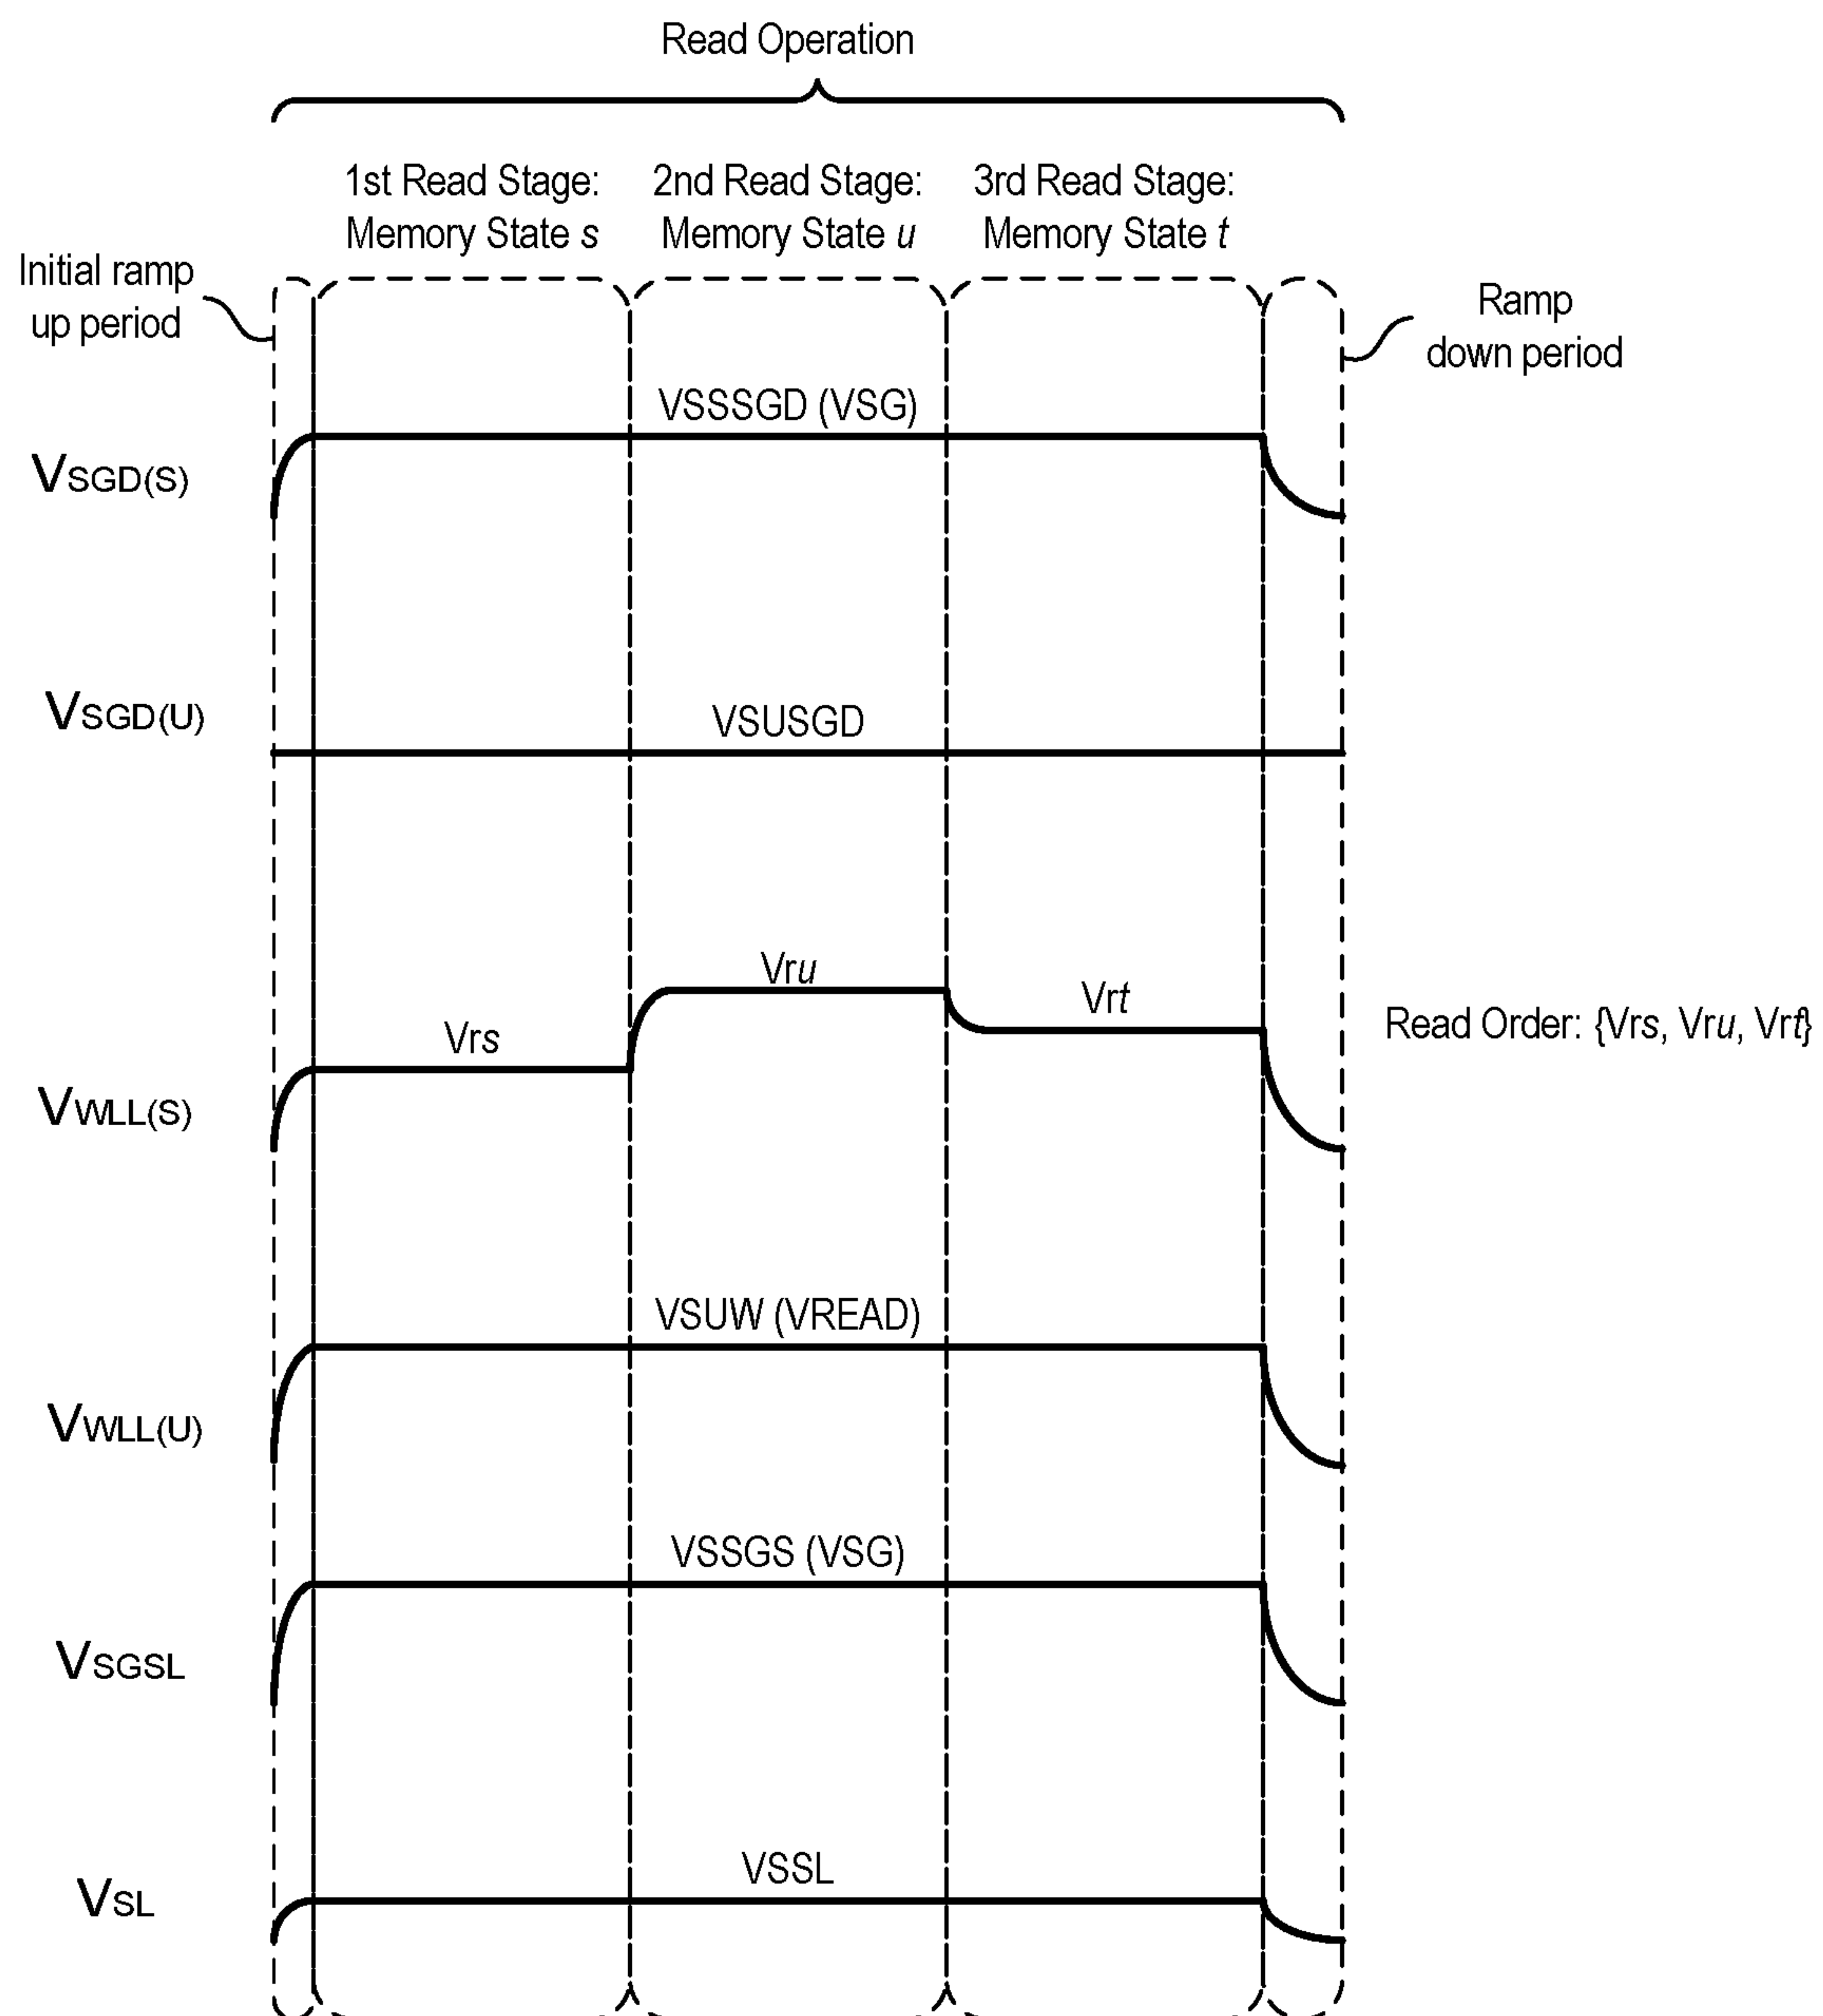 Read Operation
1st Read Stage:
Memory State s
2nd Read Stage:
Memory State u
3rd Read Stage:
Memory State t
Initial ramp
up period
Ramp
down period
VSSSGD (VSG)
VSGD(S)
VSUSGD
VSGD(U)
Vrs
Vru
Vrt
Read Order: {Vrs, Vru, Vrt}
VWLL(S)
VSUW (VREAD)
VWLL(U)
VSSGS (VSG)
VSGSL
VSSL
VSL